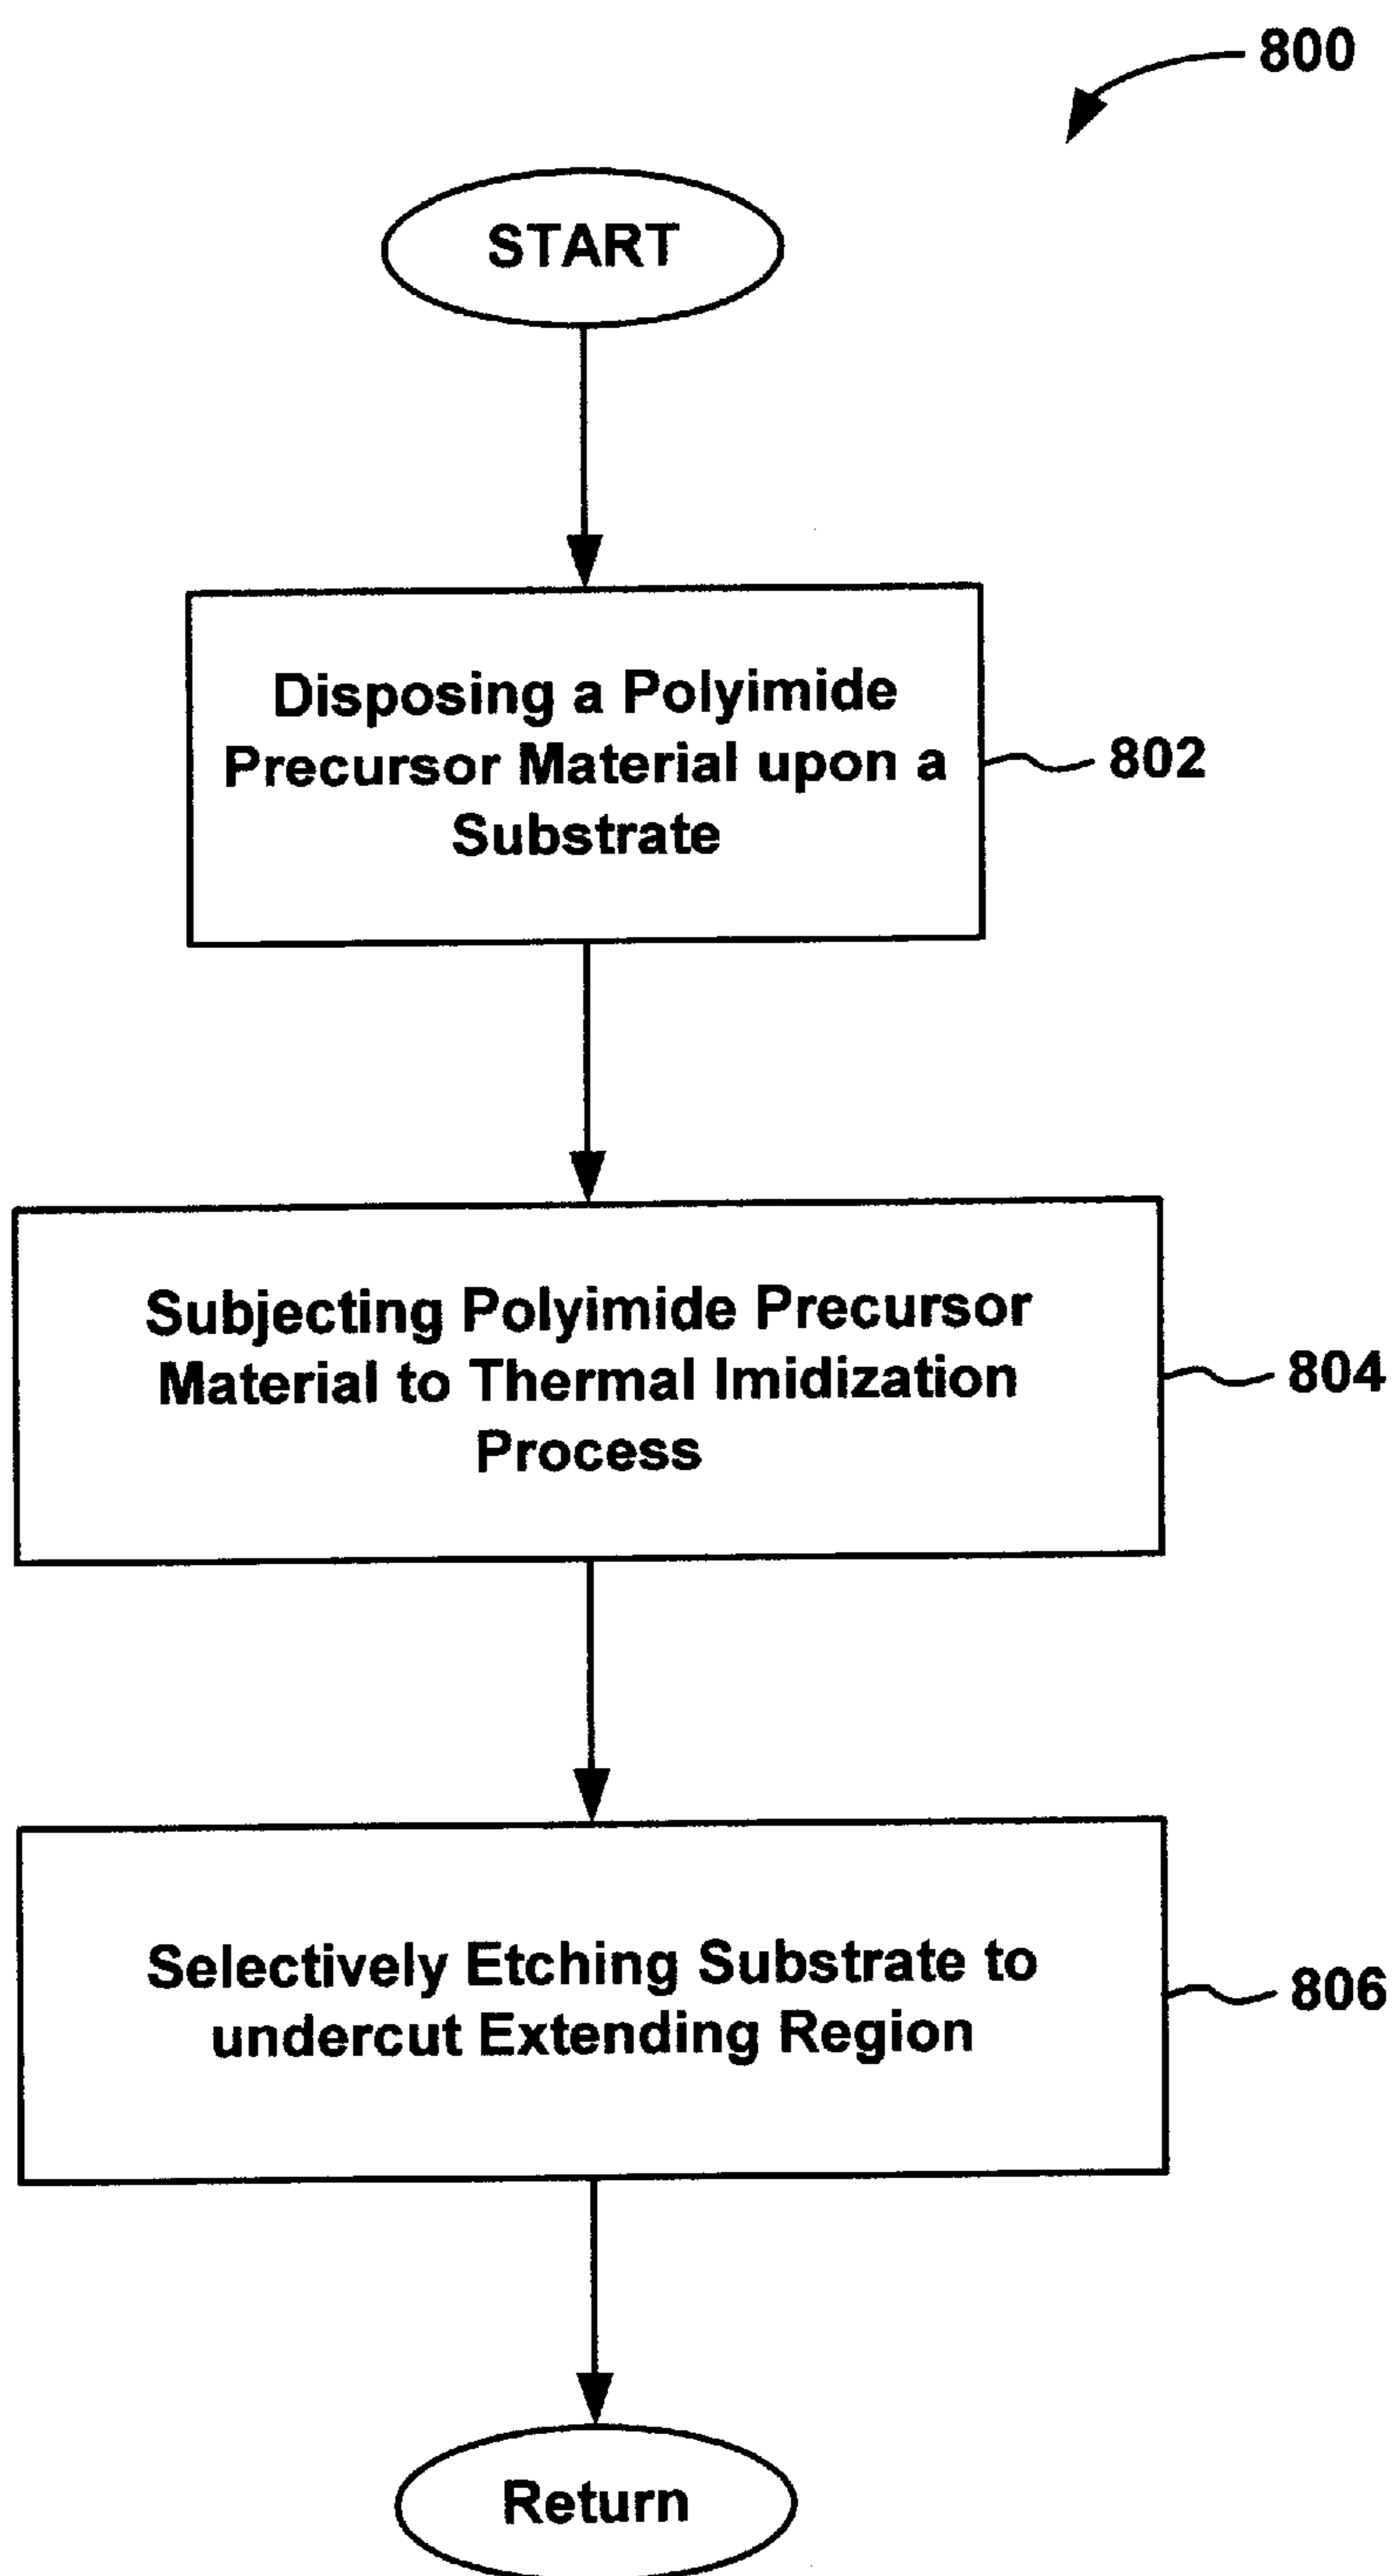 800
START
Disposing a Polyimide
Precursor Material upon a
Substrate
802
Subjecting Polyimide Precursor
Material to Thermal Imidization
Process
804
Selectively Etching Substrate to
undercut Extending Region
806
Return